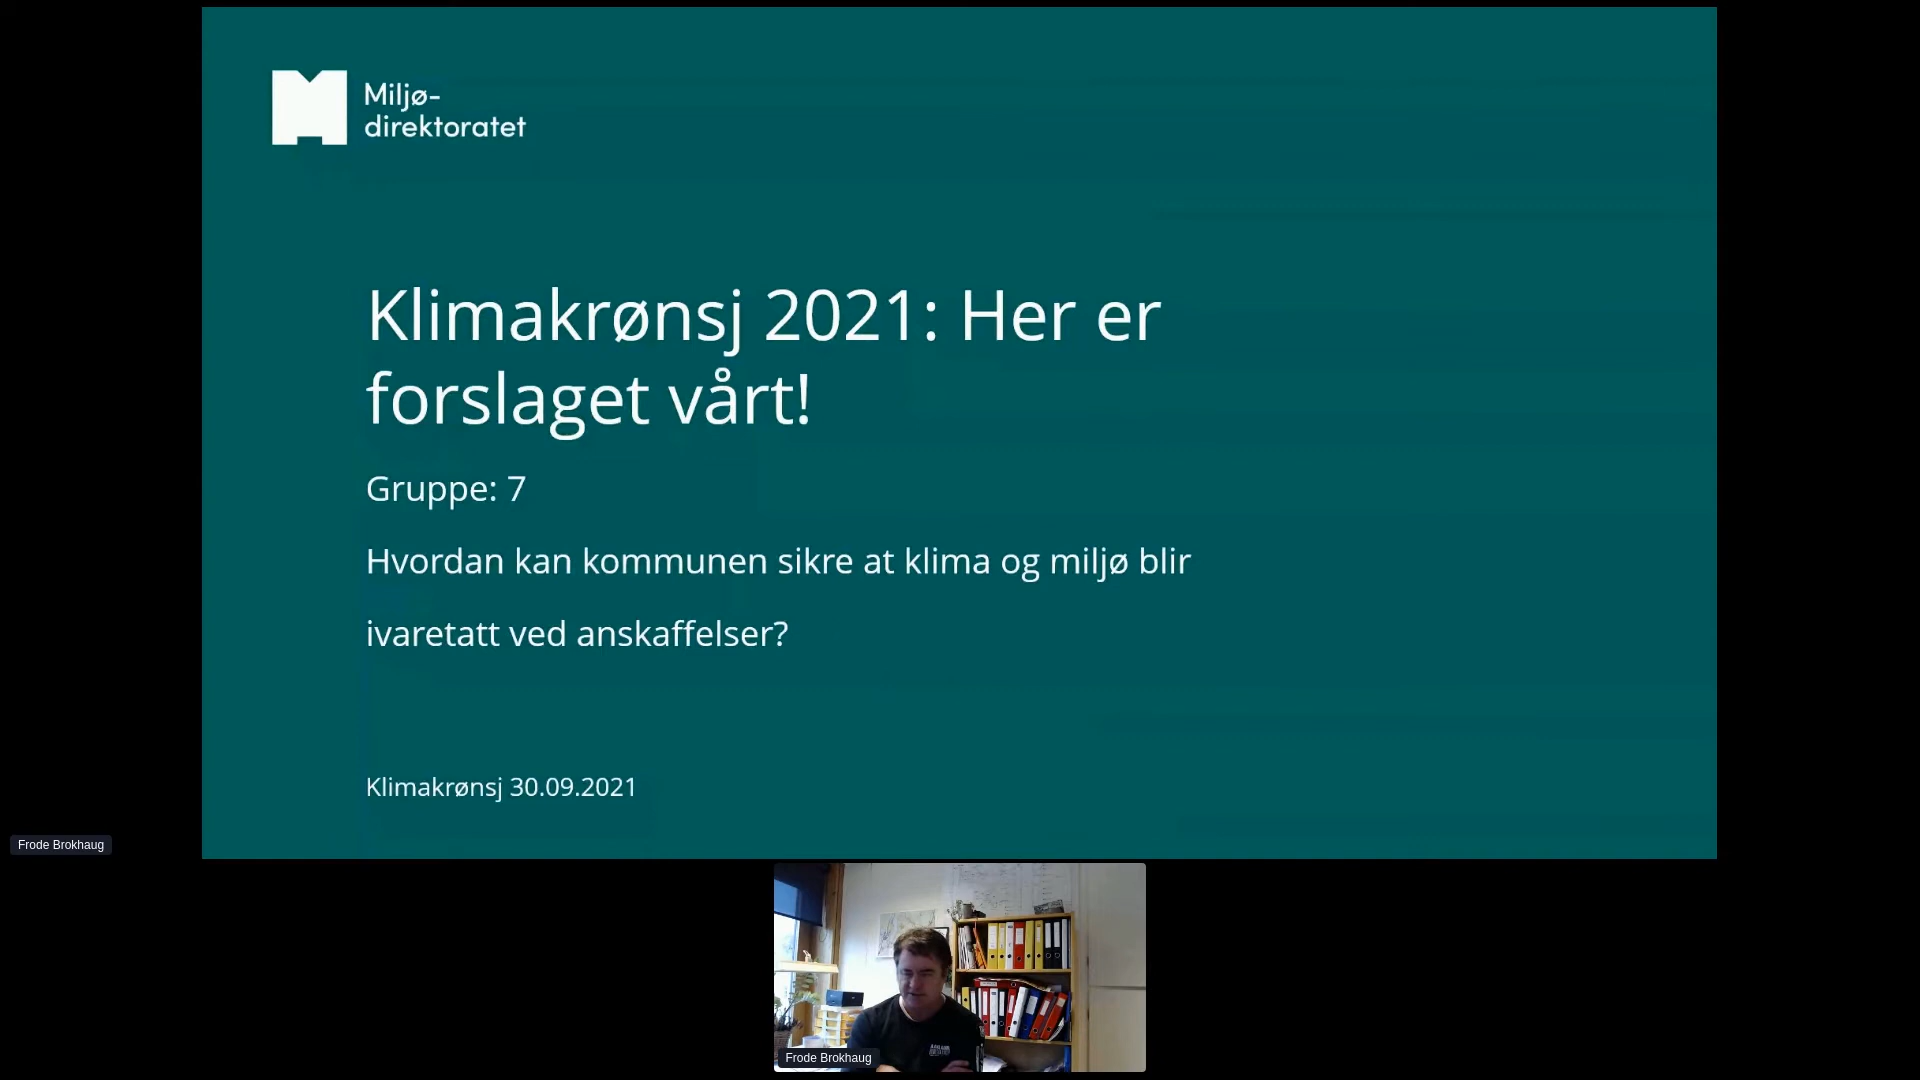 Miljø-
direktoratet
Klimakrønsj 2021: Her er
forslaget vårt!
Gruppe: 7
Hvordan kan kommunen sikre at klima og miljø blir
ivaretatt ved anskaffelser?
Klimakrønsj 30.09.2021
Frode Brokhaug
Frode Brokhaug